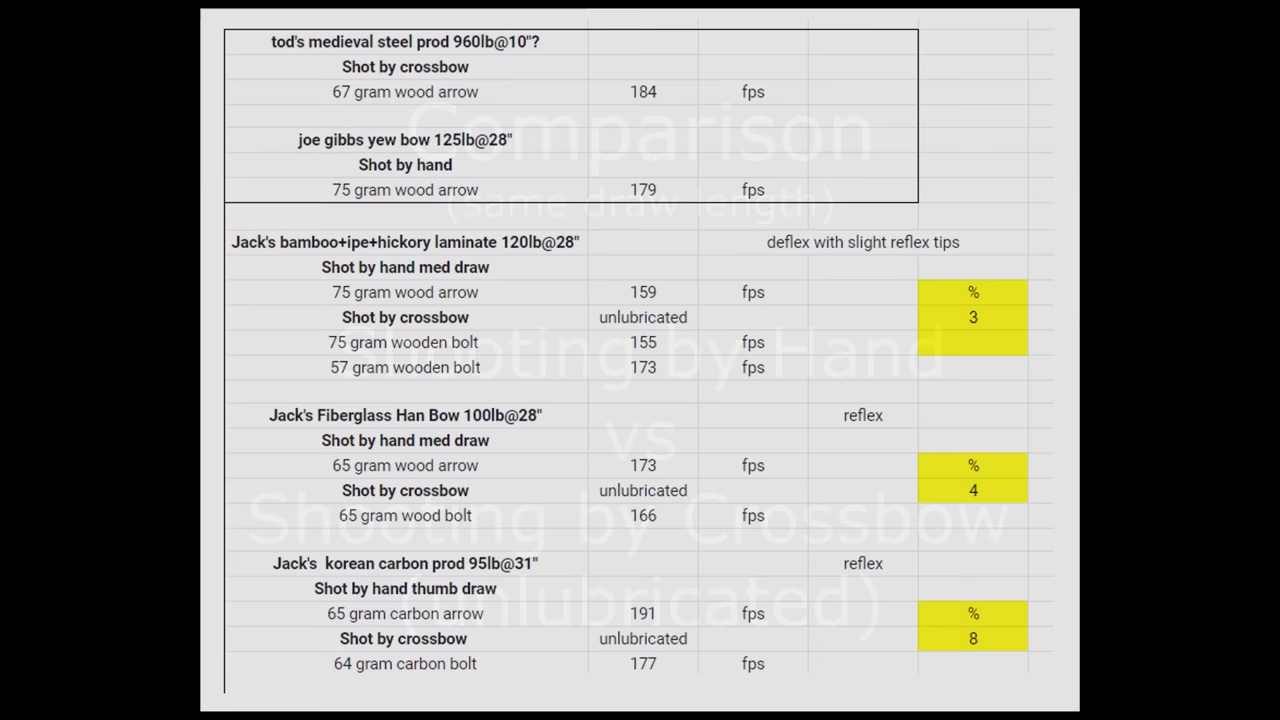 tod's medieval steel prod 960lb@10"?
Shot by crossbow
67 gram wood arrow 184 fps
joe gibbs yew bow 125lb@28"
Shot by hand
75 gram wood arrow 179 fps
Jack's bamboo+ipe+hickory laminate 120lb@28" deflex with slight reflex tips
Shot by hand med draw
75 gram wood arrow 159 fps %
Shot by crossbow unlubricated 3
75 gram wooden bolt 155 fps
57 gram wooden bolt 173 fps
Jack's Fiberglass Han Bow 100lb@28" reflex
Shot by hand med draw
65 gram wood arrow 173 fps %
Shot by crossbow unlubricated 4
65 gram wood bolt 166 fps
Jack's korean carbon prod 95lb@31" reflex
Shot by hand thumb draw
65 gram carbon arrow 191 fps %
Shot by crossbow unlubricated 8
64 gram carbon bolt 177 fps
Comparison
(same draw length)
Shooting by Hand
vs
Shooting by Crossbow
(unlubricated)